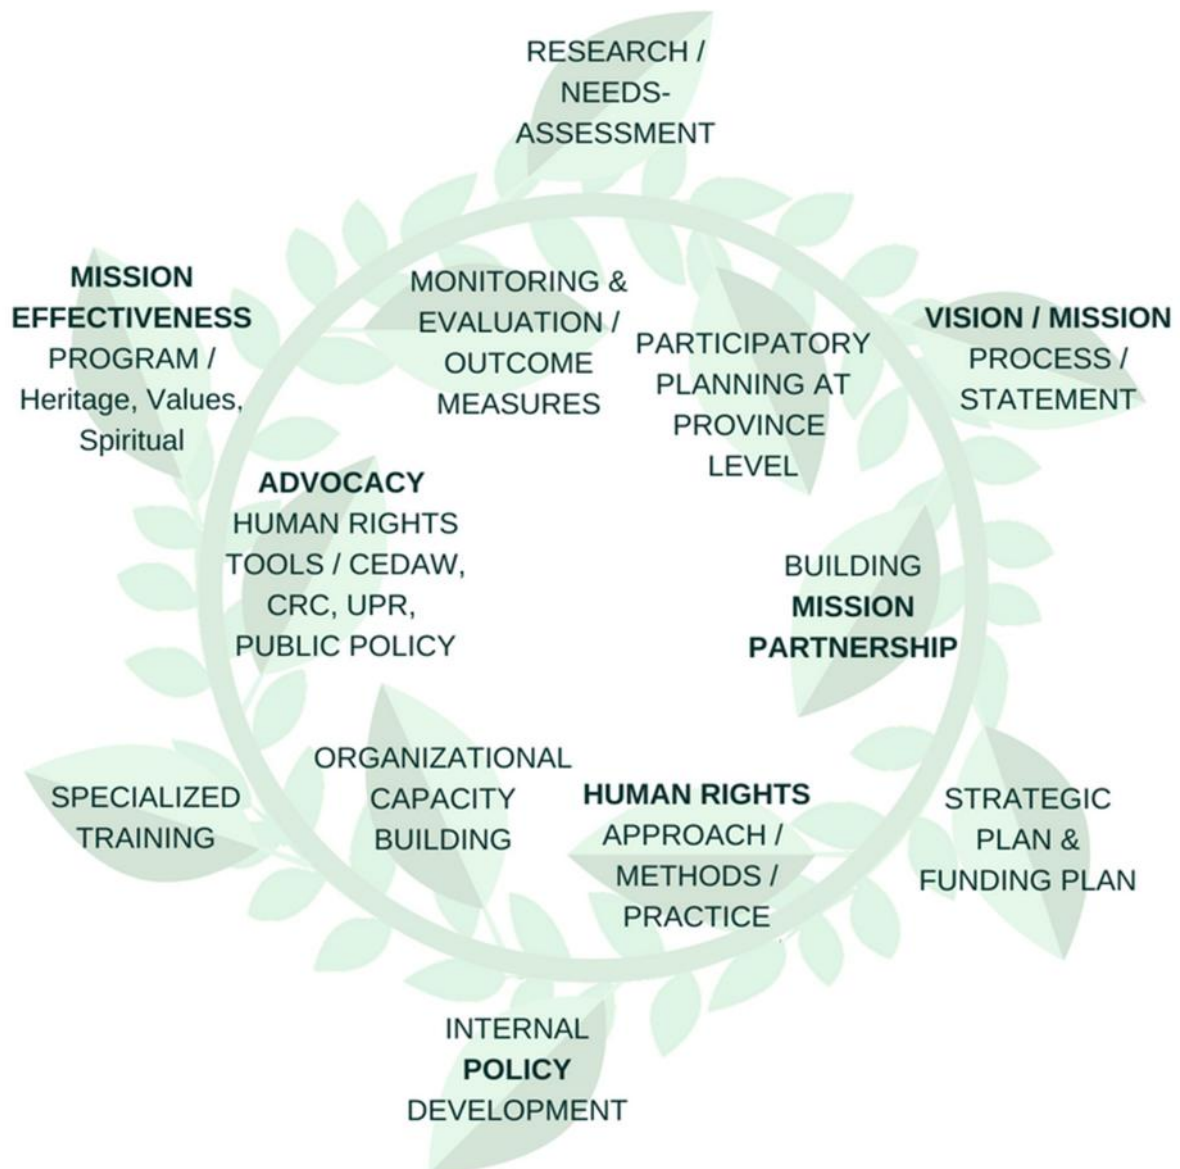 RESEARCH /
NEEDS-
ASSESSMENT
MISSION
EFFECTIVENESS
PROGRAM /
Heritage, Values,
Spiritual
MONITORING &
EVALUATION /
OUTCOME
MEASURES
PARTICIPATORY
PLANNING AT
PROVINCE
LEVEL
VISION / MISSION
PROCESS /
STATEMENT
ADVOCACY
HUMAN RIGHTS
TOOLS / CEDAW,
CRC, UPR,
PUBLIC POLICY
BUILDING
MISSION
PARTNERSHIP
SPECIALIZED
TRAINING
ORGANIZATIONAL
CAPACITY
BUILDING
HUMAN RIGHTS
APPROACH /
METHODS /
PRACTICE
STRATEGIC
PLAN &
FUNDING PLAN
INTERNAL
POLICY
DEVELOPMENT